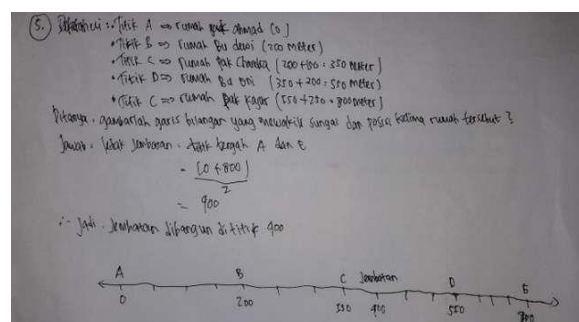 5. Diketahui : • Titik A => rumah pak Ahmad (0)
• Titik B => rumah Bu dewi (200 meter)
• Titik C => rumah Pak Chandra (200+150 = 350 meter)
• Titik D => rumah Bu (350 + 200 = 550 meter)
• Titik C => rumah pak (550 + 250 = 800 meter)
Ditanya . gambarlah garis bilangan yang mewakili sungai dan posisi kelima rumah tersebut ?
Jawab . letak Jembatan . titik tengah A dan E
= (0 + 800)
2
= 400
∴ Jadi . Jembatan dibangun di titik 400
A B C Jembatan D E
0 200 350 400 550 800